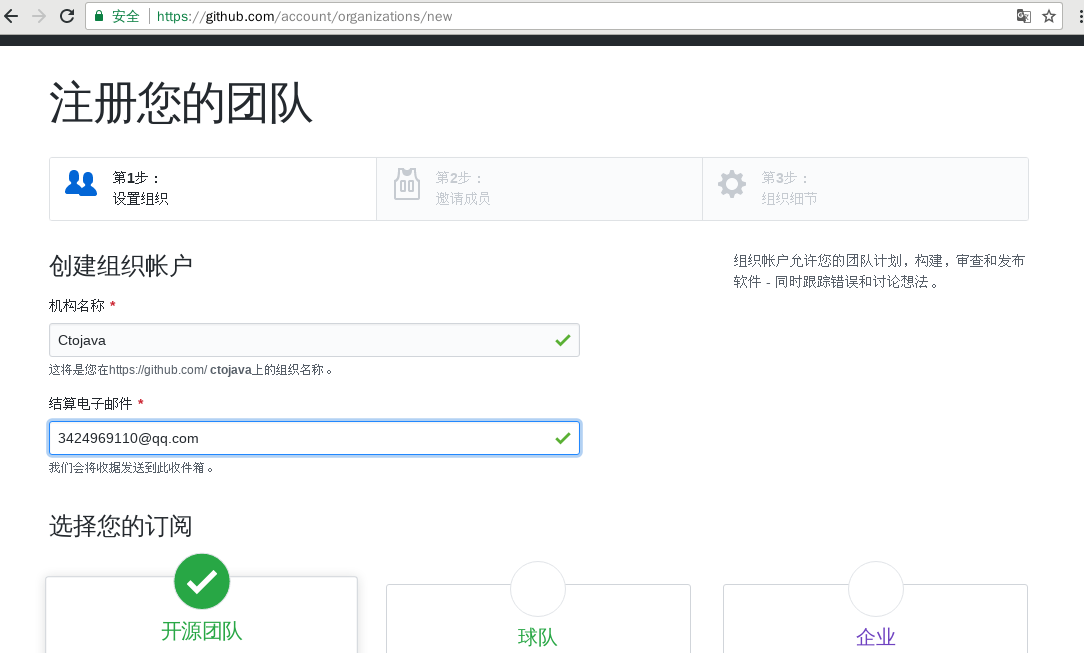 安全 https://github.com/account/organizations/new
注册您的团队
第1步：
设置组织
第2步：
邀请成员
第3步：
组织细节
创建组织帐户
组织帐户允许您的团队计划，构建，审查和发布
软件 - 同时跟踪错误和讨论想法。
机构名称 *
Ctojava
这将是您在https://github.com/ ctojava上的组织名称。
结算电子邮件 *
3424969110@qq.com
我们会将收据发送到此收件箱。
选择您的订阅
开源团队
球队
企业